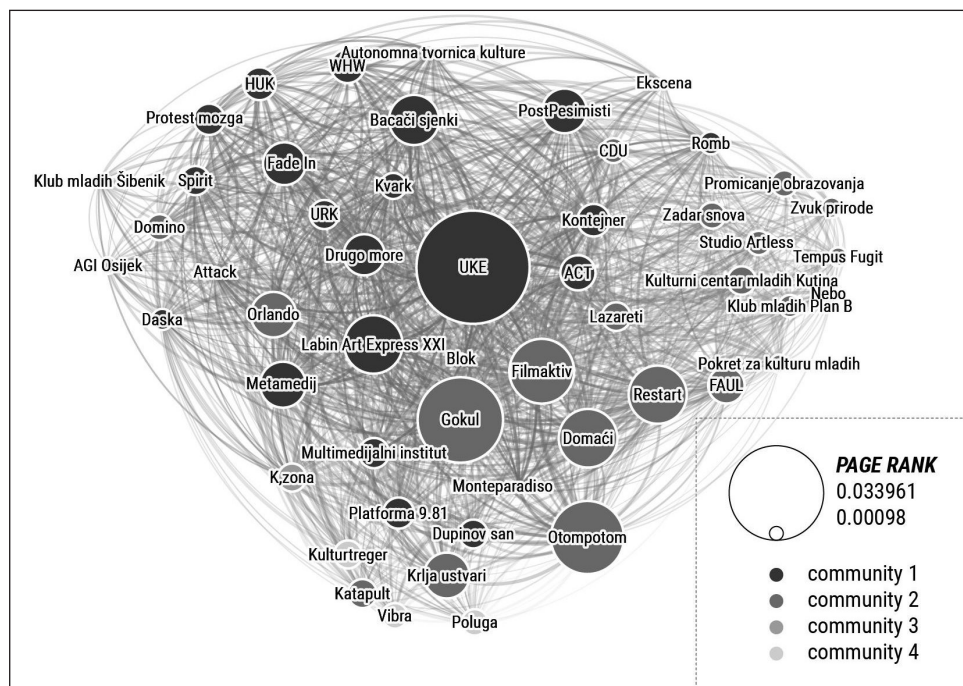 Autonomna tvornica kulture
WHW
HUK
Ekscena
Protest mozga
Bacači sjenki
PostPesimisti
CDU
Romb
Fade In
Klub mladih Šibenik
Spirit
Kvark
Promicanje obrazovanja
URK
Kontejner
Zadar snova
Zvuk prirode
Domino
Drugo more
UKE
Studio Artless
Tempus Fugit
AGI Osijek
Attack
ACT
Kulturni centar mladih Kutina
Nebo
Klub mladih Plan B
Daska
Orlando
Lazareti
Labin Art Express XXI
Blok
Metamedij
Filmaktiv
Pokret za kulturu mladih
FAUL
Restart
Gokul
Domaći
Multimedijalni institut
K,zona
Monteparadiso
Platforma 9.81
Dupinov san
Otompotom
Kulturtreger
Krlja ustvari
Katapult
Vibra
Poluga
PAGE RANK
0.033961
0.00098
community 1
community 2
community 3
community 4